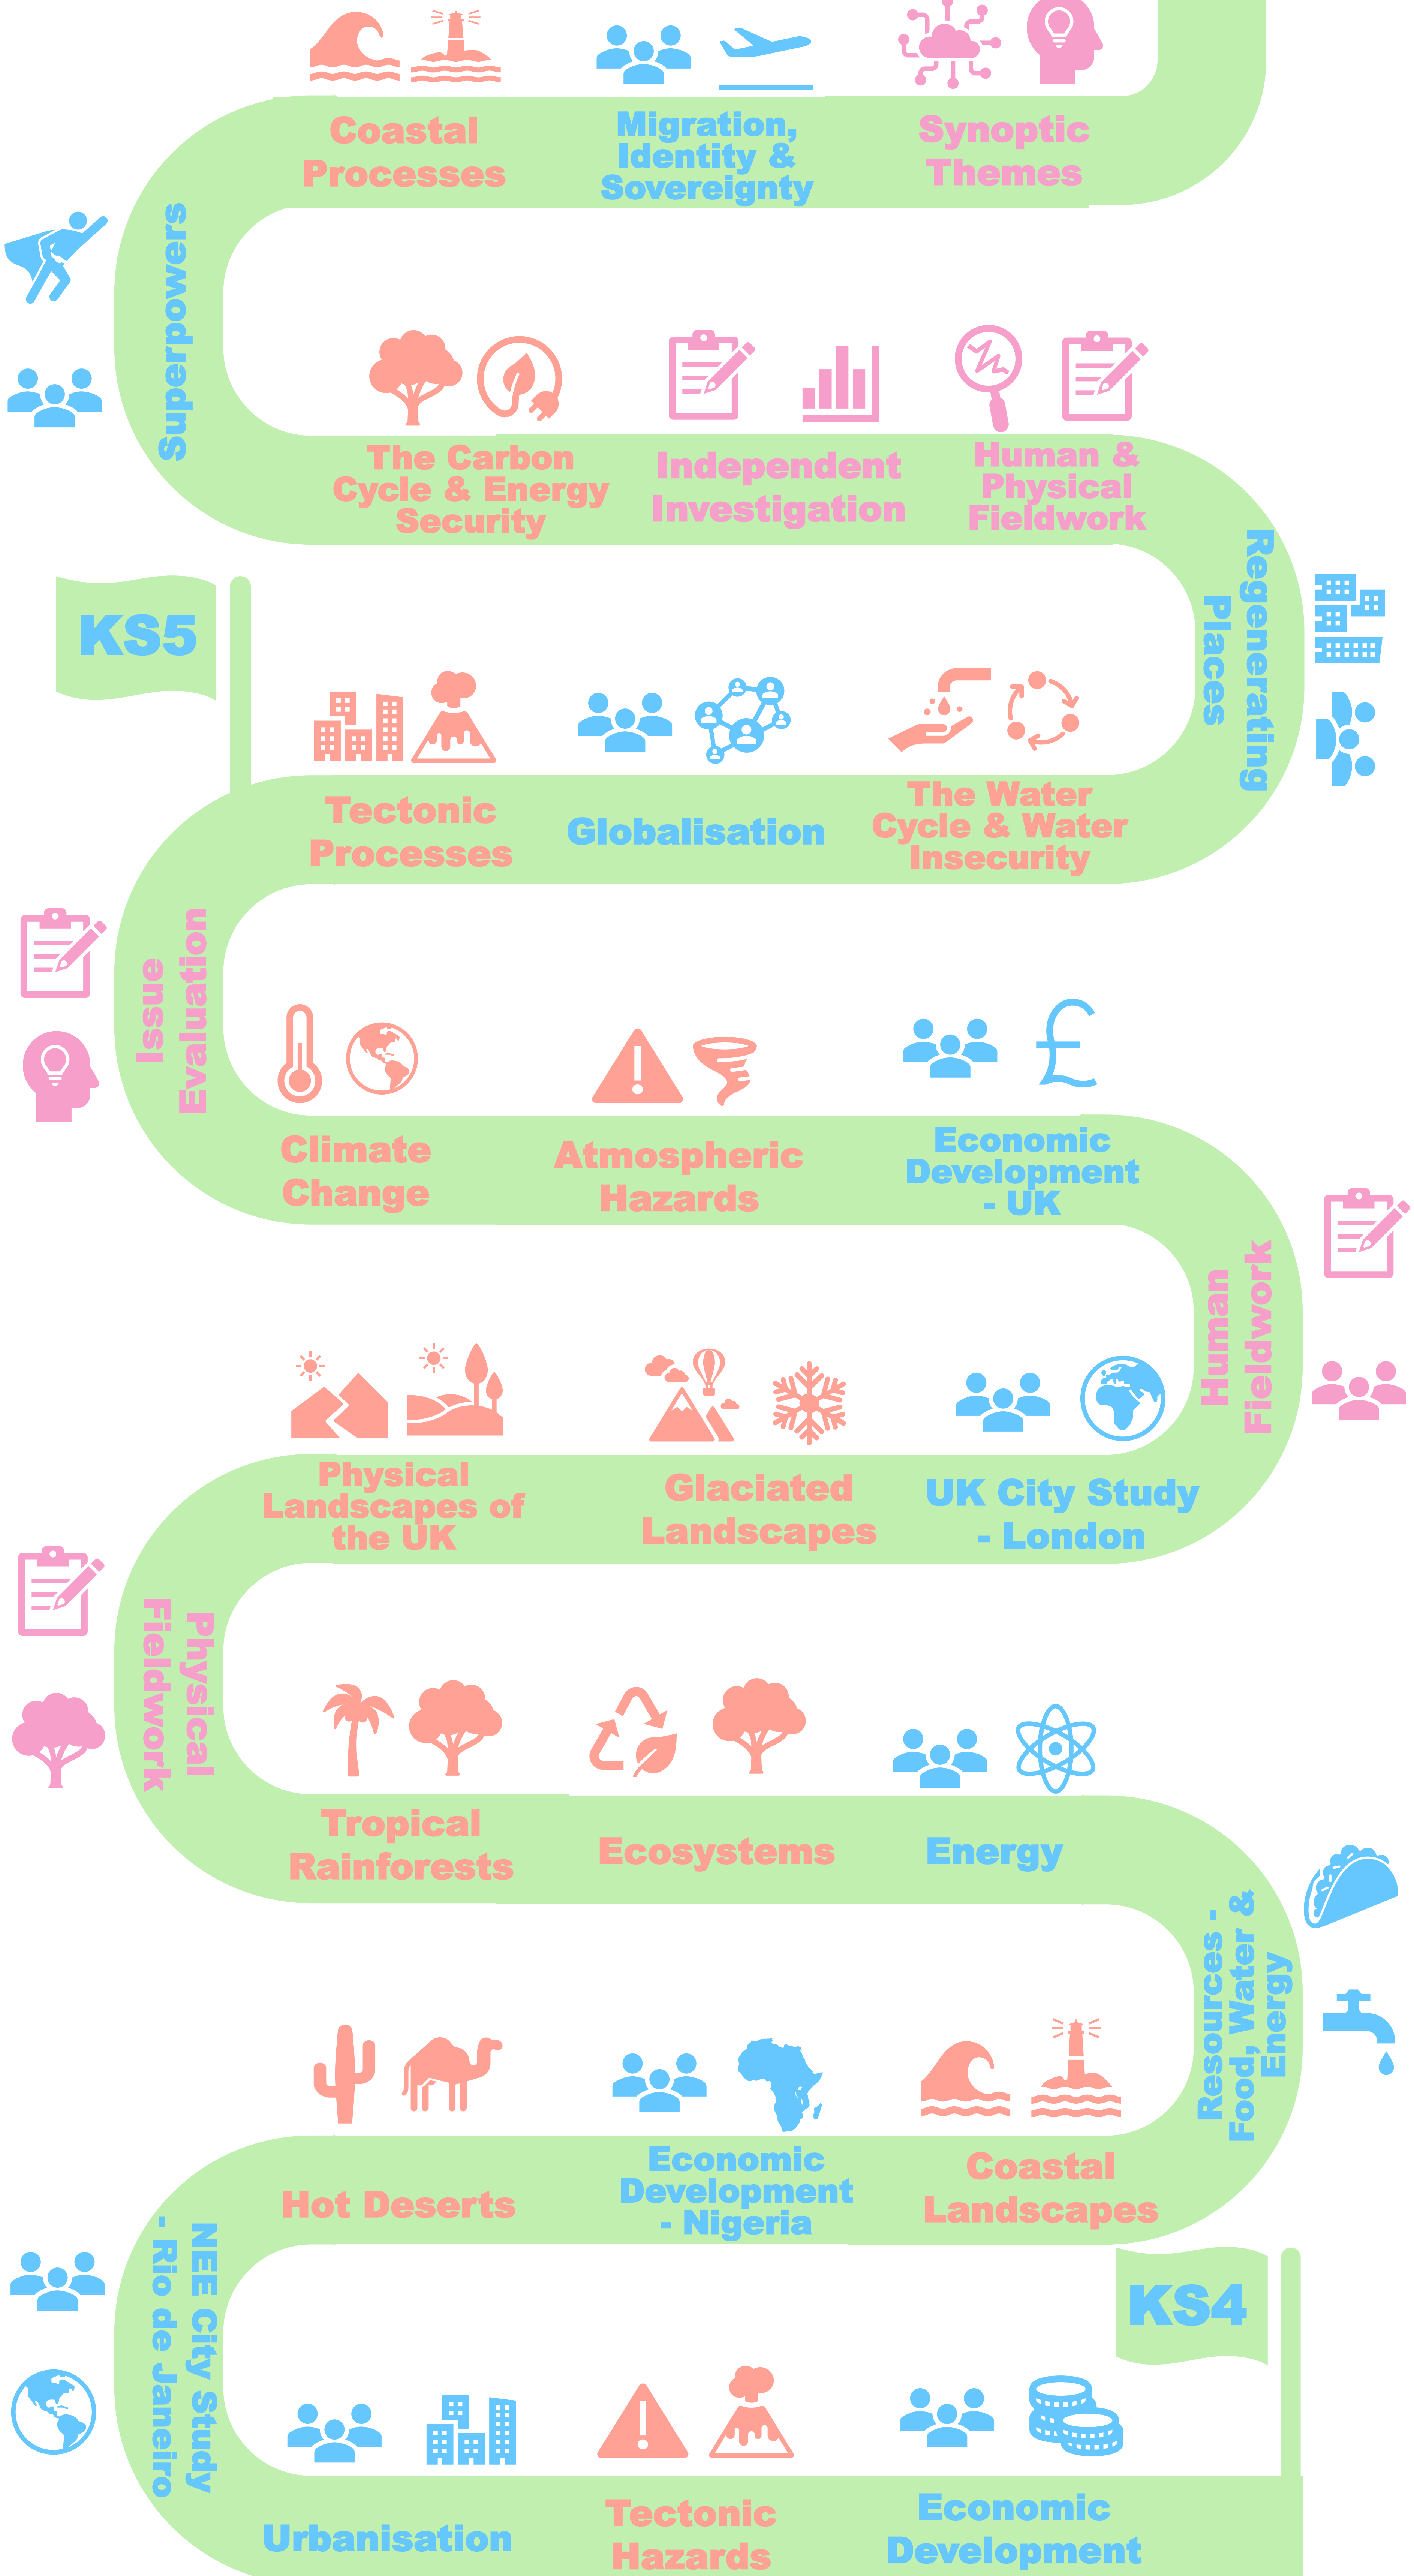 Coastal
Processes
Migration,
Identity &
Sovereignty
Synoptic
Themes
Superpowers
The Carbon
Cycle & Energy
Security
Independent
Investigation
Human &
Physical
Fieldwork
Regenerating
Places
KS5
Tectonic
Processes
Globalisation
The Water
Cycle & Water
Insecurity
Issue
Evaluation
Climate
Change
Atmospheric
Hazards
Economic
Development
- UK
Human
Fieldwork
Physical
Landscapes of
the UK
Glaciated
Landscapes
UK City Study
- London
Physical
Fieldwork
Tropical
Rainforests
Ecosystems
Energy
Resources -
Food, Water &
Energy
Hot Deserts
Economic
Development
- Nigeria
Coastal
Landscapes
NEE City Study
- Rio de Janeiro
KS4
Urbanisation
Tectonic
Hazards
Economic
Development